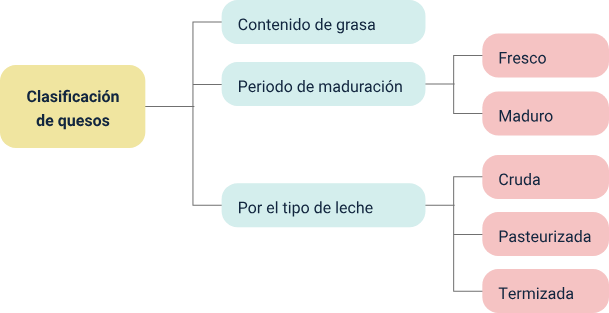 Clasificación
de quesos
Contenido de grasa
Periodo de maduración
Fresco
Maduro
Por el tipo de leche
Cruda
Pasteurizada
Termizada